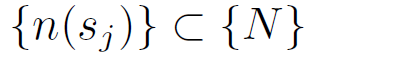 {n(s_j)} ⊂ {N}